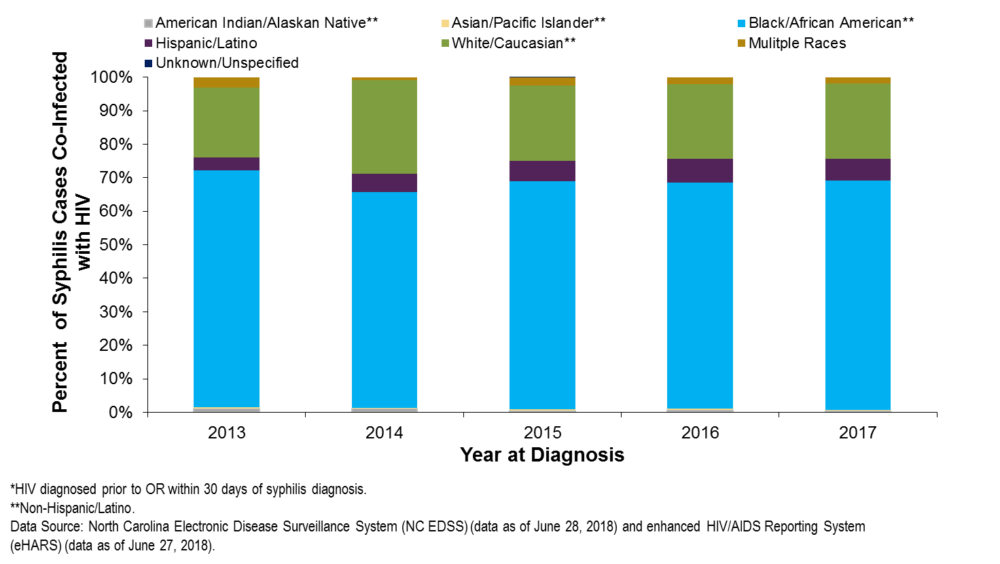 American Indian/Alaskan Native**
Asian/Pacific Islander**
Black/African American**
Hispanic/Latino
White/Caucasian**
Mulitple Races
Unknown/Unspecified
Percent of Syphilis Cases Co-Infected
with HIV
100%
90%
80%
70%
60%
50%
40%
30%
20%
10%
0%
2013
2014
2015
2016
2017
Year at Diagnosis
*HIV diagnosed prior to OR within 30 days of syphilis diagnosis.
**Non-Hispanic/Latino.
Data Source: North Carolina Electronic Disease Surveillance System (NC EDSS) (data as of June 28, 2018) and enhanced HIV/AIDS Reporting System
(eHARS) (data as of June 27, 2018).